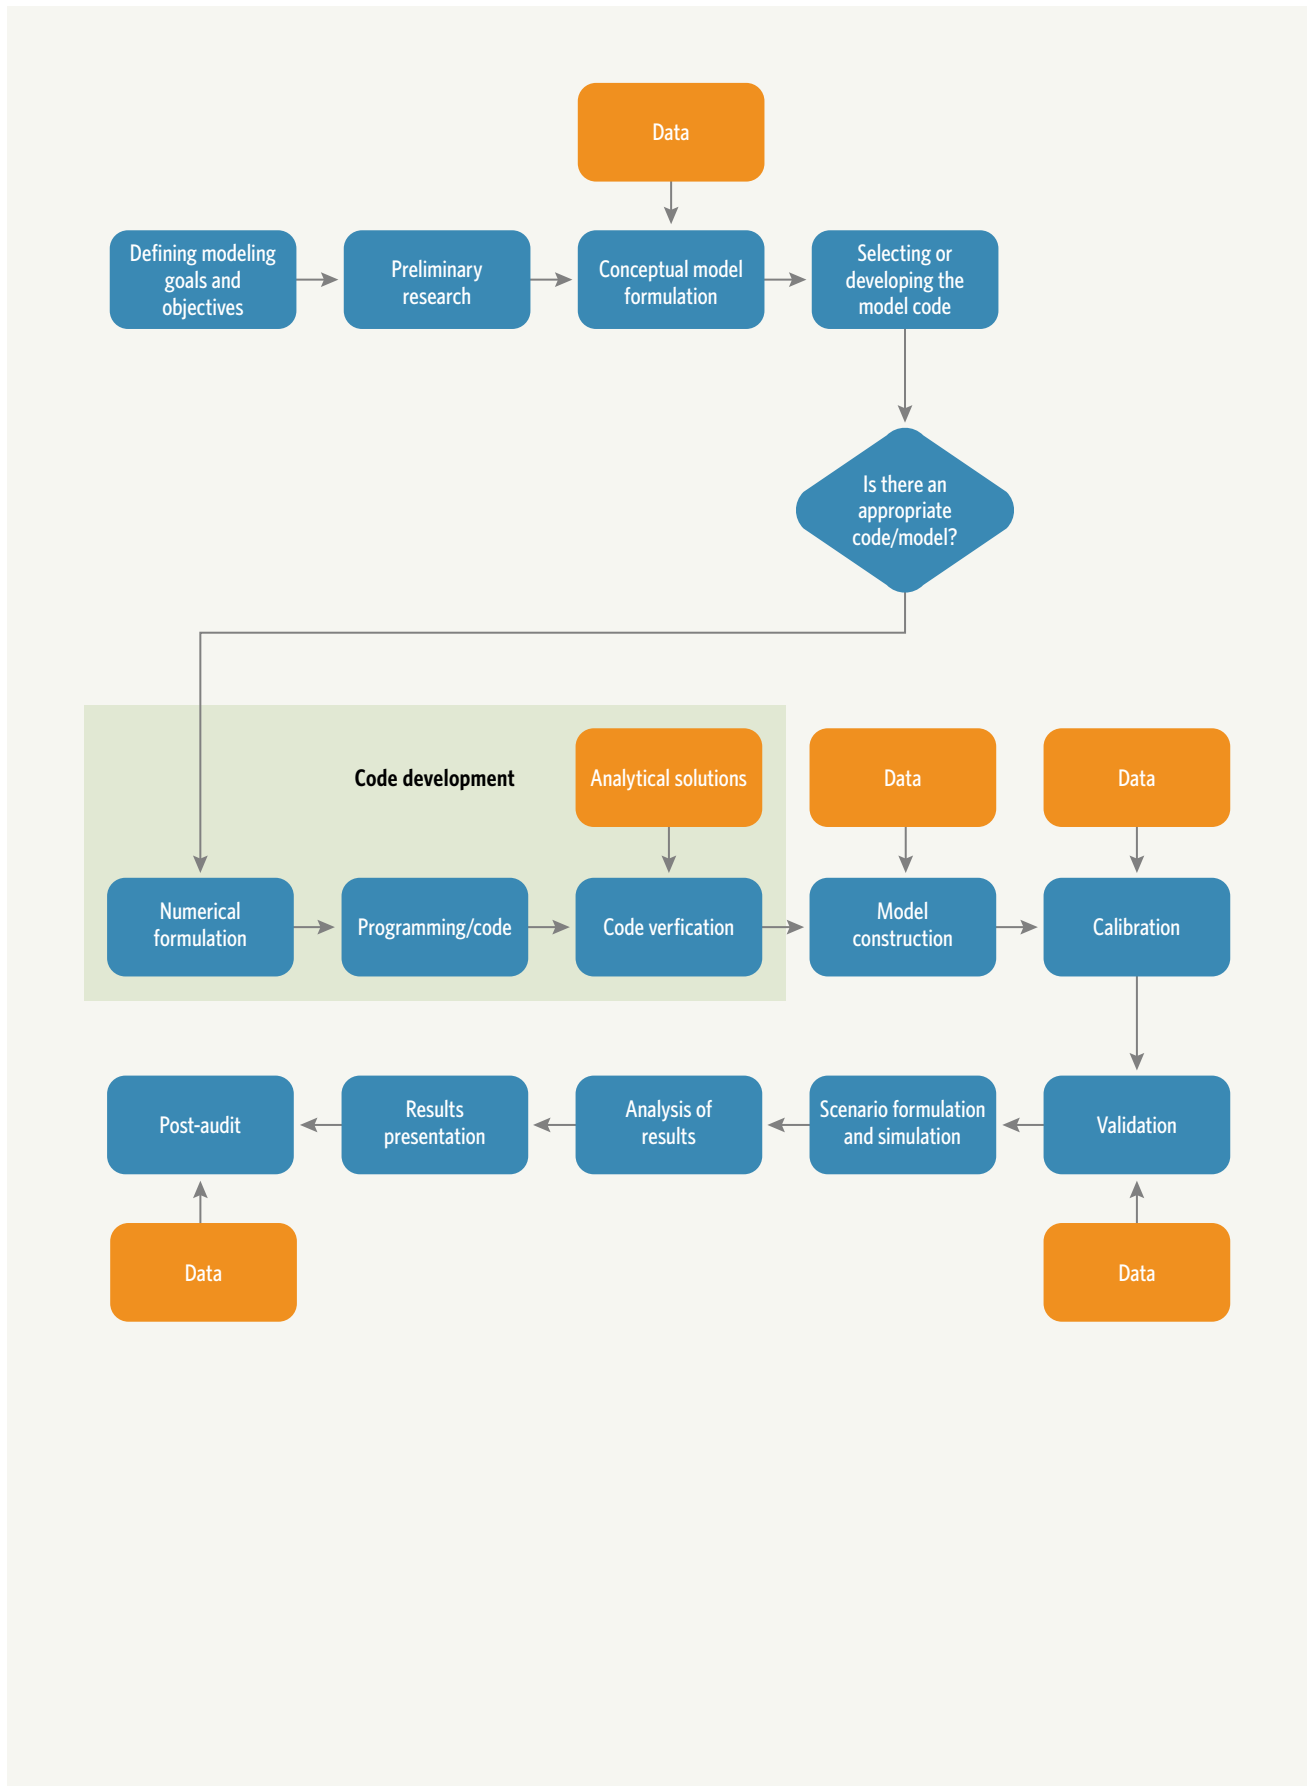 Data
Defining modeling
goals and
objectives
Preliminary
research
Conceptual model
formulation
Selecting or
developing the
model code
Is there an
appropriate
code/model?
Code development
Analytical solutions
Data
Data
Numerical
formulation
Programming/code
Code verfication
Model
construction
Calibration
Post-audit
Results
presentation
Analysis of
results
Scenario formulation
and simulation
Validation
Data
Data